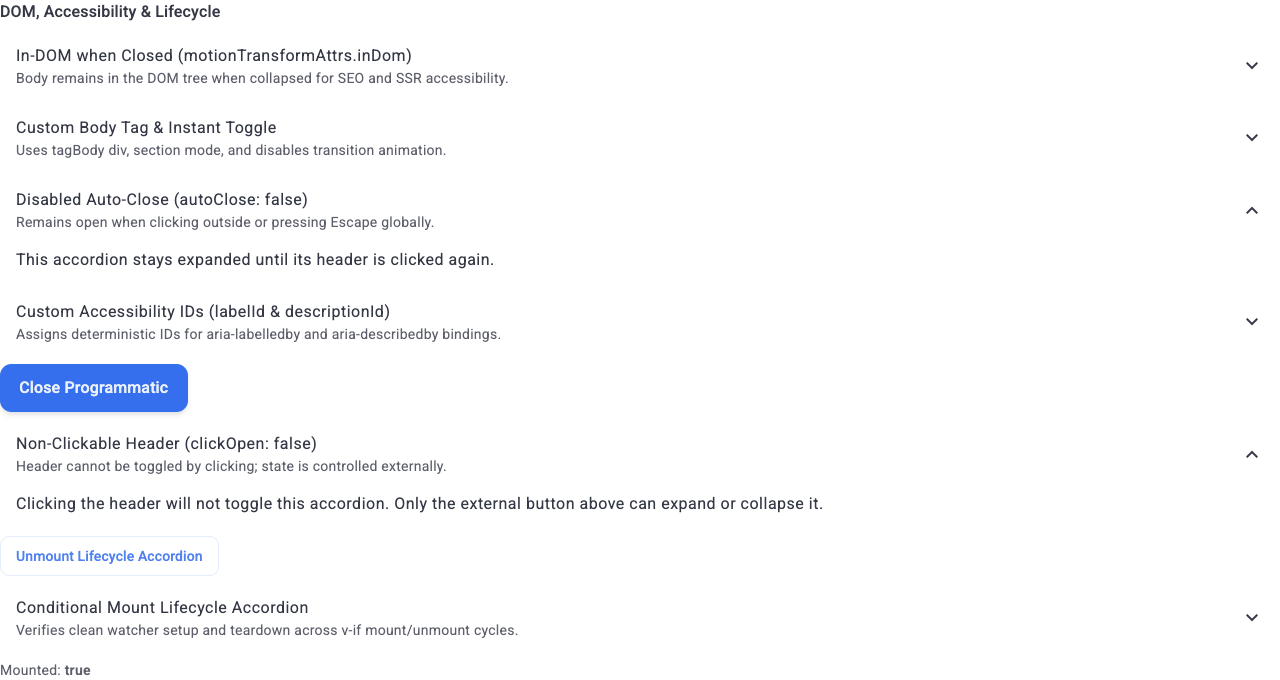 DOM, Accessibility & Lifecycle
In-DOM when Closed (motionTransformAttrs.inDom)
Body remains in the DOM tree when collapsed for SEO and SSR accessibility.
Custom Body Tag & Instant Toggle
Uses tagBody div, section mode, and disables transition animation.
Disabled Auto-Close (autoClose: false)
Remains open when clicking outside or pressing Escape globally.
This accordion stays expanded until its header is clicked again.
Custom Accessibility IDs (labelId & descriptionId)
Assigns deterministic IDs for aria-labelledby and aria-describedby bindings.
Close Programmatic
Non-Clickable Header (clickOpen: false)
Header cannot be toggled by clicking; state is controlled externally.
Clicking the header will not toggle this accordion. Only the external button above can expand or collapse it.
Unmount Lifecycle Accordion
Conditional Mount Lifecycle Accordion
Verifies clean watcher setup and teardown across v-if mount/unmount cycles.
Mounted: true